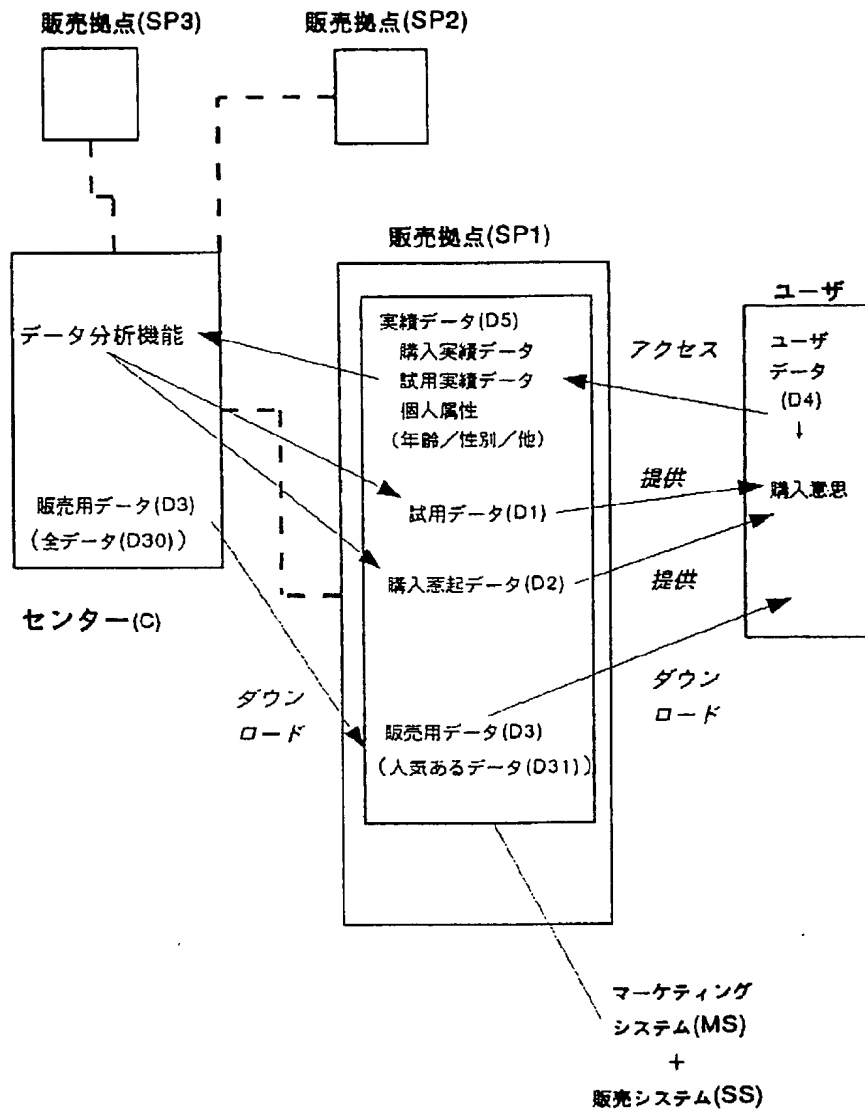 販売拠点(SP3)
販売拠点(SP2)
販売拠点(SP1)
データ分析機能
販売用データ(D3)
(全データ(D30))
センター(C)
実績データ(D5)
購入実績データ
試用実績データ
個人属性
(年齢/性別/他)
試用データ(D1)
購入惹起データ(D2)
販売用データ(D3)
(人気あるデータ(D31))
ダウン
ロード
アクセス
提供
提供
ダウン
ロード
ユーザ
ユーザ
データ
(D4)
↓
購入意思
マーケティング
システム(MS)
+
販売システム(SS)